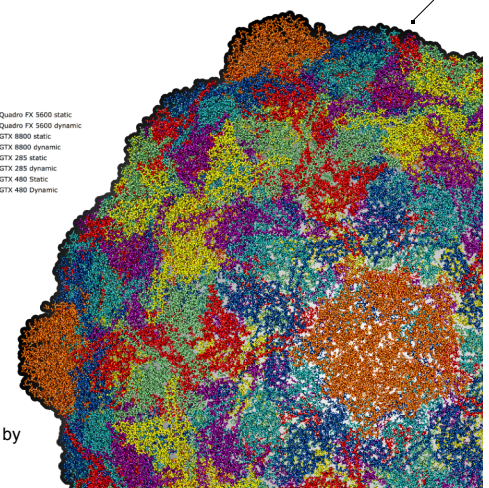 Quadro FX 5600 static
Quadro FX 5600 dynamic
GTX 8800 static
GTX 8800 dynamic
GTX 285 static
GTX 285 dynamic
GTX 480 Static
GTX 480 Dynamic
by